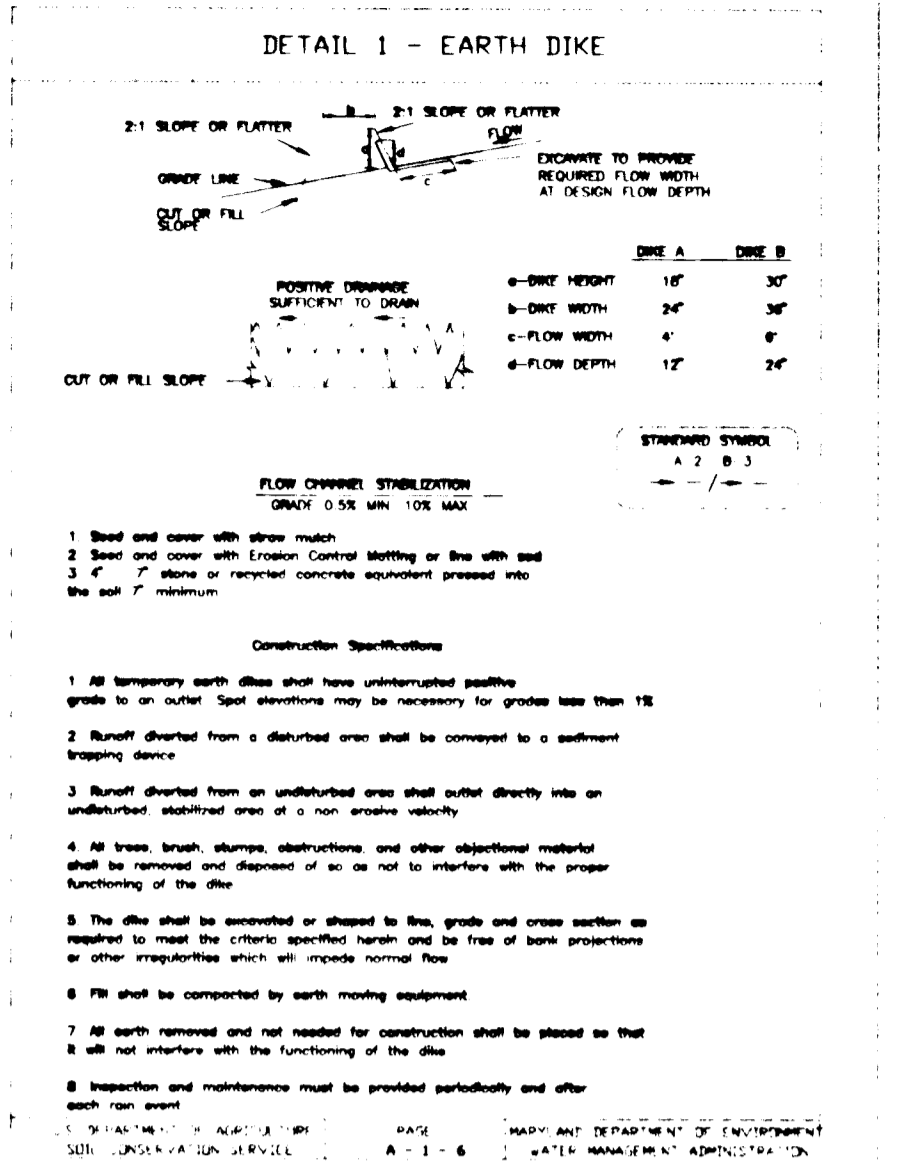 DETAIL 1 - EARTH DIKE
2:1 SLOPE OR FLATTER
b
2:1 SLOPE OR FLATTER
FLOW
a
d
c
GRADE LINE
CUT OR FILL
SLOPE
EXCAVATE TO PROVIDE
REQUIRED FLOW WIDTH
AT DESIGN FLOW DEPTH
DIKE A DIKE B
a-DIKE HEIGHT 18" 30"
b-DIKE WIDTH 24" 36"
c-FLOW WIDTH 4' 6'
d-FLOW DEPTH 12" 24"
POSITIVE DRAINAGE
SUFFICIENT TO DRAIN
CUT OR FILL SLOPE
STANDARD SYMBOL
A 2 B 3
/
FLOW CHANNEL STABILIZATION
GRADE 0.5% MIN 10% MAX
1 Seed and cover with straw mulch
2 Seed and cover with Erosion Control Matting or line with sod
3 4" 7" stone or recycled concrete equivalent pressed into
the soil 7" minimum
Construction Specifications
1 All temporary earth dikes shall have uninterrupted positive
grade to an outlet Spot elevations may be necessary for grades less than 1%
2 Runoff diverted from a disturbed area shall be conveyed to a sediment
trapping device
3 Runoff diverted from an undisturbed area shall outlet directly into an
undisturbed, stabilized area at a non erosive velocity
4. All trees, brush, stumps, obstructions, and other objectional material
shall be removed and disposed of so as not to interfere with the proper
functioning of the dike
5 The dike shall be excavated or shaped to line, grade and cross section as
required to meet the criteria specified herein and be free of bank projections
or other irregularities which will impede normal flow
6 Fill shall be compacted by earth moving equipment
7 All earth removed and not needed for construction shall be placed so that
it will not interfere with the functioning of the dike
8 Inspection and maintenance must be provided periodically and after
each rain event
S DEPARTMENT OF AGRICULTURE
SOIL CONSERVATION SERVICE
PAGE
A - 1 - 6
MARYLAND DEPARTMENT OF ENVIRONMENT
WATER MANAGEMENT ADMINISTRATION